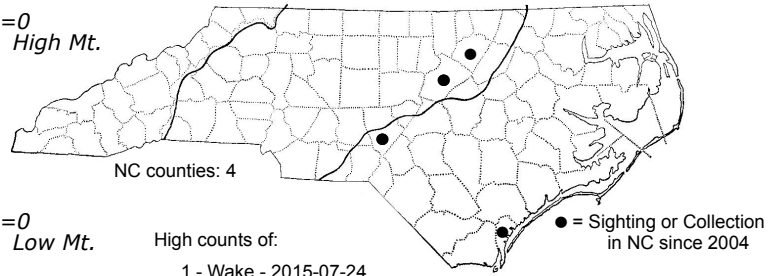 =0
High Mt.
NC counties: 4
=0
Low Mt.
High counts of:
1 - Wake - 2015-07-24
● = Sighting or Collection
in NC since 2004